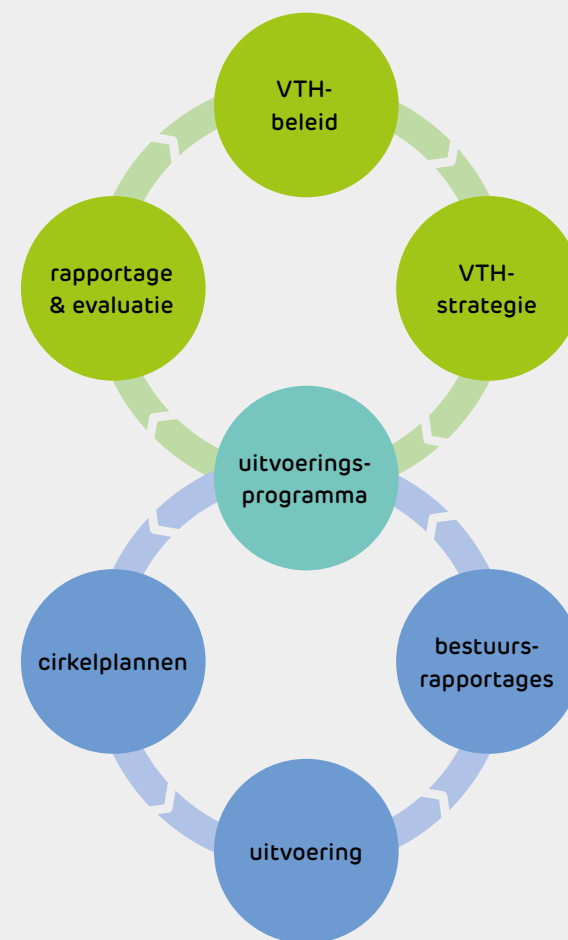 VTH-
beleid
rapportage
& evaluatie
VTH-
strategie
uitvoerings-
programma
cirkelplannen
bestuurs-
rapportages
uitvoering